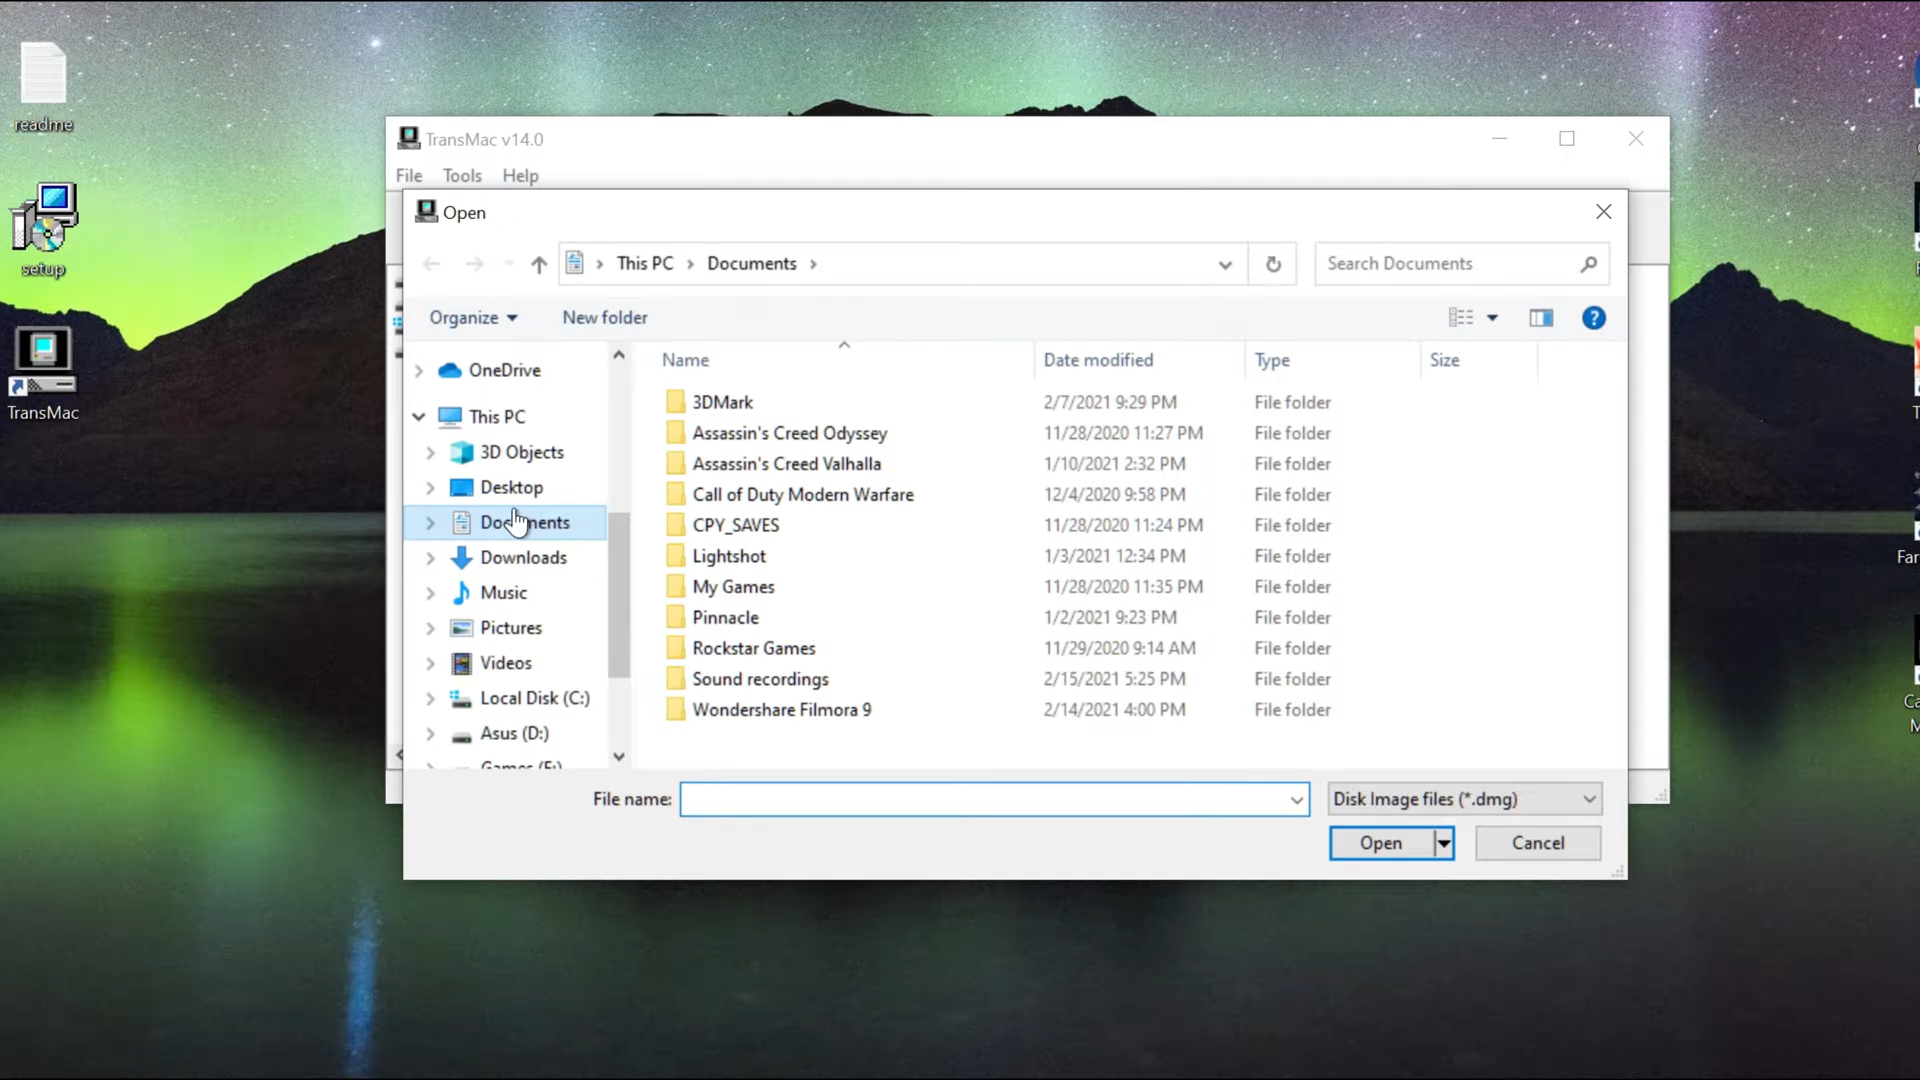 readme
setup
TransMac
TransMac v14.0
File Tools Help
Open
This PC Documents
Search Documents
Organize New folder
OneDrive
This PC
3D Objects
Desktop
Documents
Downloads
Music
Pictures
Videos
Local Disk (C:)
Asus (D:)
Name Date modified Type Size
3DMark 2/7/2021 9:29 PM File folder
Assassin's Creed Odyssey 11/28/2020 11:27 PM File folder
Assassin's Creed Valhalla 1/10/2021 2:32 PM File folder
Call of Duty Modern Warfare 12/4/2020 9:58 PM File folder
CPY_SAVES 11/28/2020 11:24 PM File folder
Lightshot 1/3/2021 12:34 PM File folder
My Games 11/28/2020 11:35 PM File folder
Pinnacle 1/2/2021 9:23 PM File folder
Rockstar Games 11/29/2020 9:14 AM File folder
Sound recordings 2/15/2021 5:25 PM File folder
Wondershare Filmora 9 2/14/2021 4:00 PM File folder
File name:
Disk Image files (*.dmg)
Open Cancel
Far
Ca